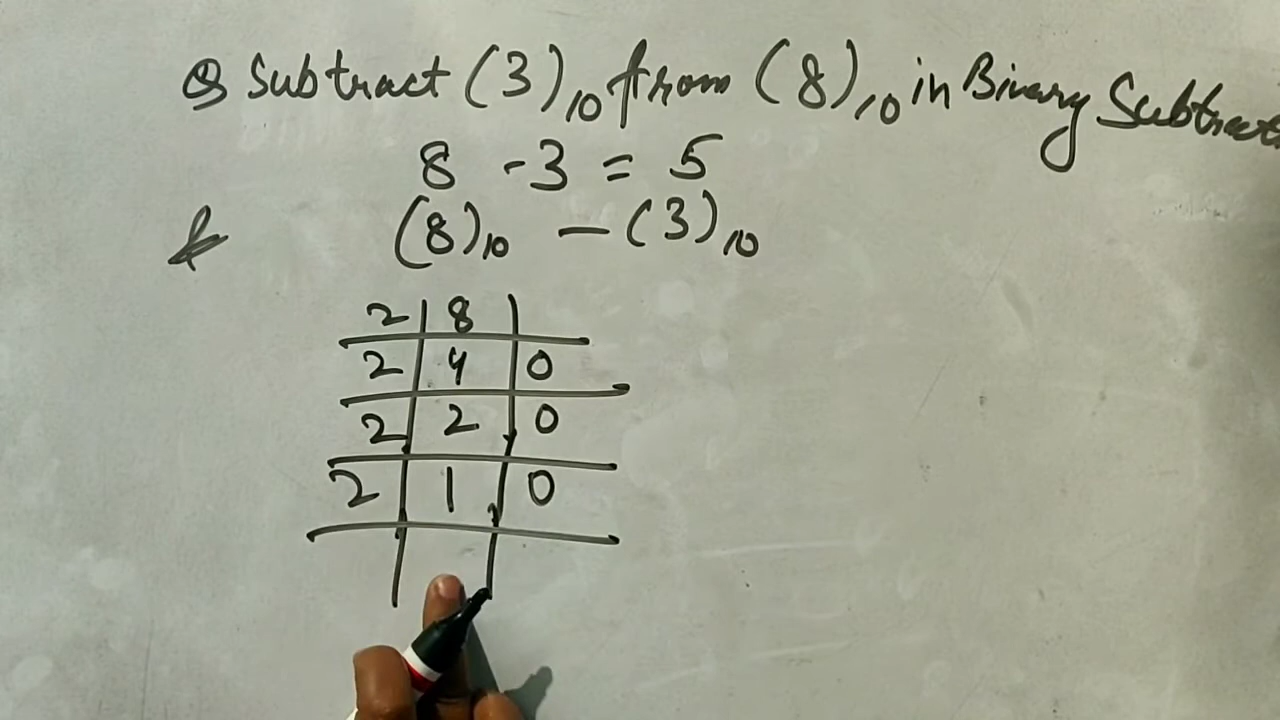 Q Subtract (3)10 from (8)10 in Binary Subtract
8 - 3 = 5
(8)10 — (3)10
2 8
2 4 0
2 2 0
2 1 0